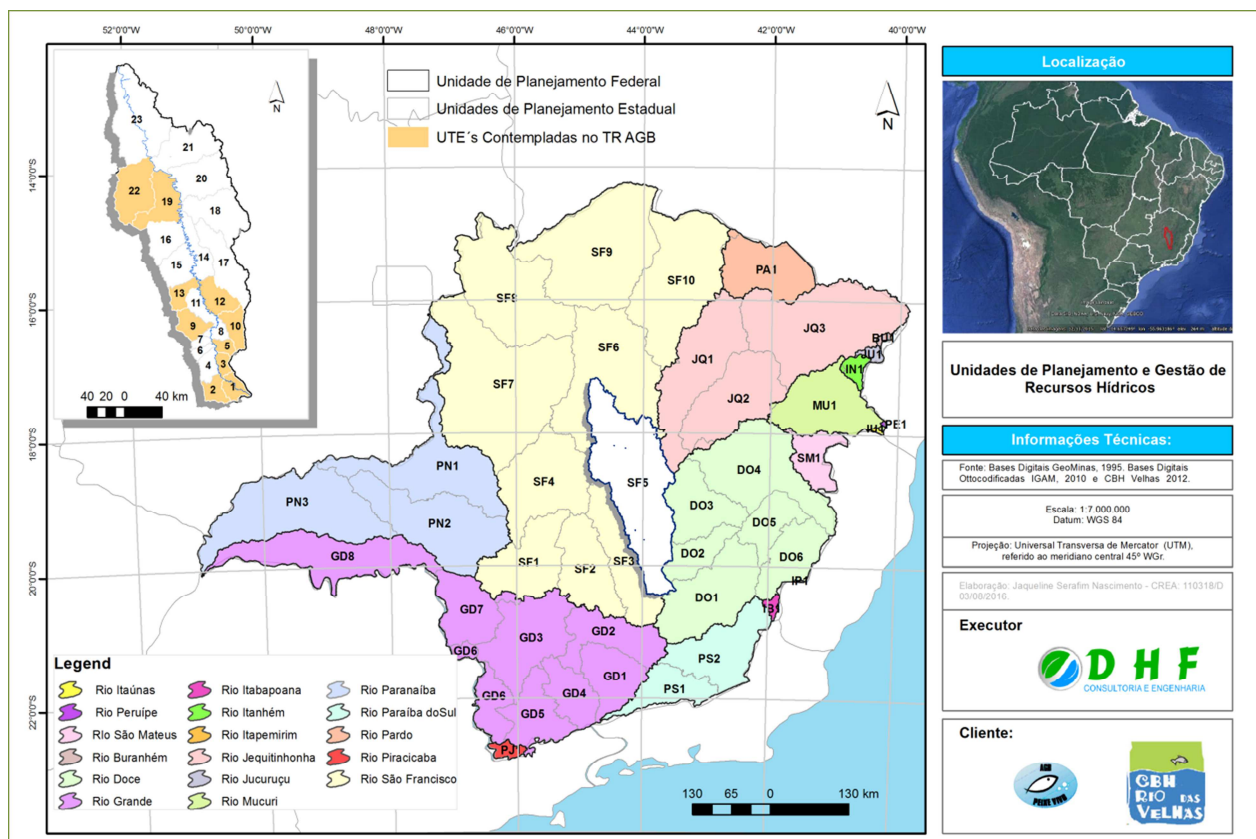 52°0'0"W
50°0'0"W
48°0'0"W
46°0'0"W
44°0'0"W
42°0'0"W
40°0'0"W
14°0'0"S
16°0'0"S
18°0'0"S
20°0'0"S
22°0'0"S
N
23
21
20
22
19
18
16
14
17
15
13
11
12
9
10
8
7
6
5
4
3
2
1
40 20 0 40 km
Unidade de Planejamento Federal
Unidades de Planejamento Estadual
UTE´s Contempladas no TR AGB
N
SF9
SF10
SF8
SF6
SF7
SF5
SF4
SF1
SF2
SF3
PA1
JQ3
JQ1
JQ2
BU1
JU1
IN1
MU1
PE1
IU1
SM1
DO4
DO3
DO5
DO2
DO6
DO1
IP1
IB1
PN1
PN3
PN2
GD8
GD7
GD3
GD2
GD6
GD1
GD6
GD4
GD5
PS2
PS1
PJ
Legend
Rio Itaúnas
Rio Peruípe
RIo São Mateus
Rio Buranhém
Rio Doce
Rio Grande
Rio Itabapoana
Rio Itanhém
Rio Itapemirim
Rio Jequitinhonha
Rio Jucuruçu
Rio Mucuri
Rio Paranaíba
Rio Paraíba doSul
Rio Pardo
Rio Piracicaba
Rio São Francisco
130 65 0 130 km
Localização
Unidades de Planejamento e Gestão de
Recursos Hídricos
Informações Técnicas:
Fonte: Bases Digitais GeoMinas, 1995. Bases Digitais
Ottocodificadas IGAM, 2010 e CBH Velhas 2012.
Escala: 1:7.000.000
Datum: WGS 84
Projeção: Universal Transversa de Mercator (UTM),
referido ao meridiano central 45º WGr.
Elaboração: Jaqueline Serafim Nascimento - CREA: 110318/D
03/08/2016.
Executor
DHF
CONSULTORIA E ENGENHARIA
Cliente:
AGB
PEIXE VIVO
CBH
RIO DAS
VELHAS